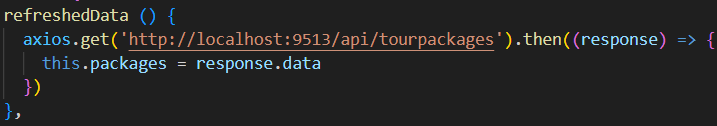 refreshedData () {
axios.get('http://localhost:9513/api/tourpackages').then((response) => {
this.packages = response.data
})
},